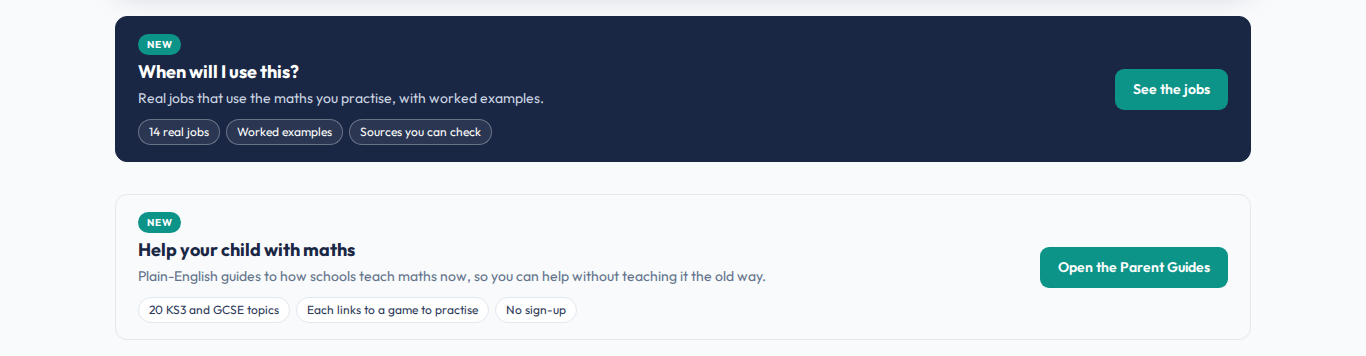 NEW
When will I use this?
Real jobs that use the maths you practise, with worked examples.
14 real jobs
Worked examples
Sources you can check
See the jobs
NEW
Help your child with maths
Plain-English guides to how schools teach maths now, so you can help without teaching it the old way.
20 KS3 and GCSE topics
Each links to a game to practise
No sign-up
Open the Parent Guides